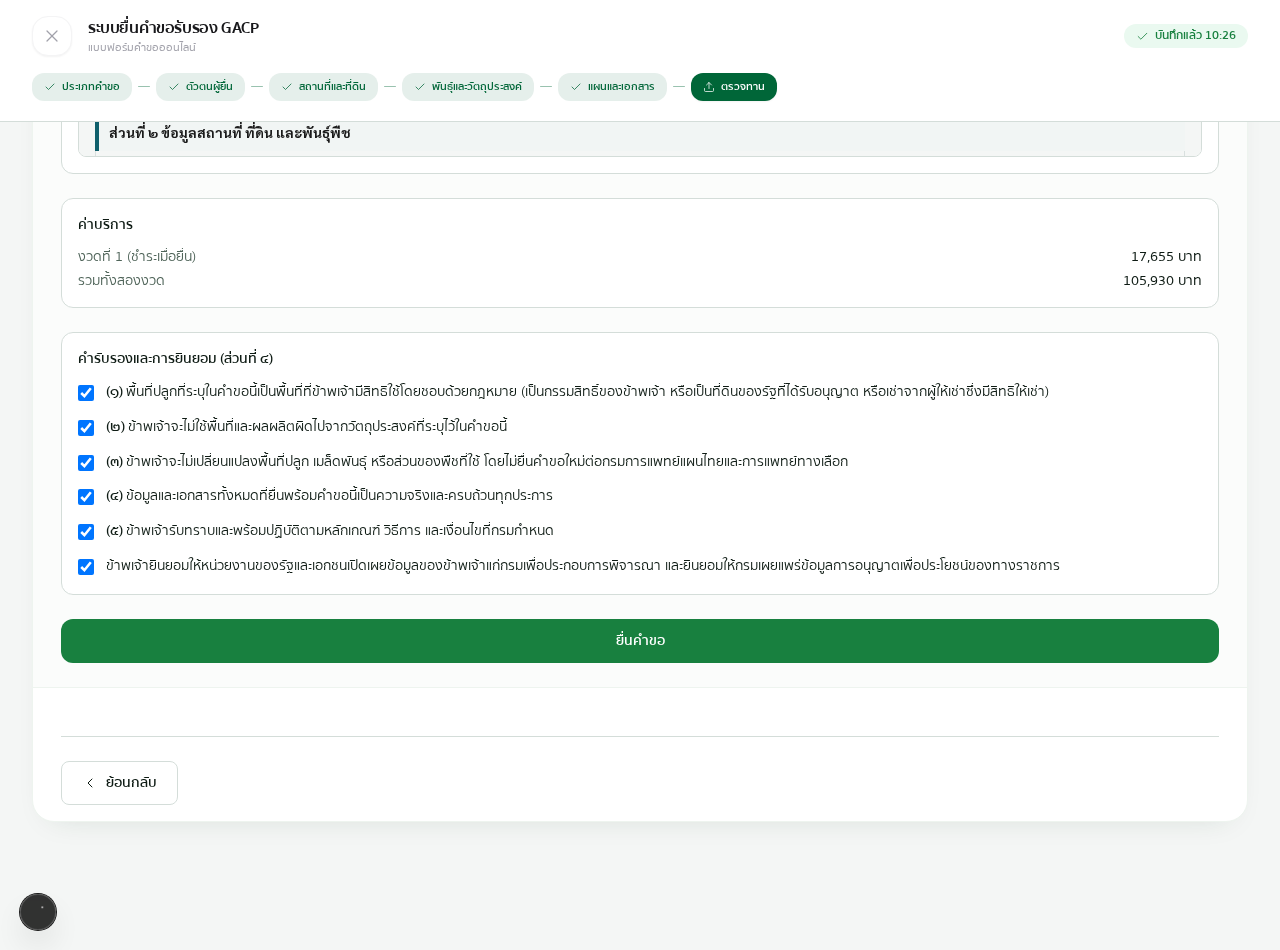 ระบบยื่นคำขอรับรอง GACP
แบบฟอร์มคำขอออนไลน์
บันทึกแล้ว 10:26
ประเภทคำขอ
ตัวตนผู้ยื่น
สถานที่และที่ดิน
พันธุ์และวัตถุประสงค์
แผนและเอกสาร
ตรวจทาน
ส่วนที่ ๒ ข้อมูลสถานที่ ที่ดิน และพันธุ์พืช
ค่าบริการ
งวดที่ 1 (ชำระเมื่อยื่น) 17,655 บาท
รวมทั้งสองงวด 105,930 บาท
คำรับรองและการยินยอม (ส่วนที่ ๔)
(๑) พื้นที่ปลูกที่ระบุในคำขอนี้เป็นพื้นที่ที่ข้าพเจ้ามีสิทธิใช้โดยชอบด้วยกฎหมาย (เป็นกรรมสิทธิ์ของข้าพเจ้า หรือเป็นที่ดินของรัฐที่ได้รับอนุญาต หรือเช่าจากผู้ให้เช่าซึ่งมีสิทธิให้เช่า)
(๒) ข้าพเจ้าจะไม่ใช้พื้นที่และผลผลิตผิดไปจากวัตถุประสงค์ที่ระบุไว้ในคำขอนี้
(๓) ข้าพเจ้าจะไม่เปลี่ยนแปลงพื้นที่ปลูก เมล็ดพันธุ์ หรือส่วนของพืชที่ใช้ โดยไม่ยื่นคำขอใหม่ต่อกรมการแพทย์แผนไทยและการแพทย์ทางเลือก
(๔) ข้อมูลและเอกสารทั้งหมดที่ยื่นพร้อมคำขอนี้เป็นความจริงและครบถ้วนทุกประการ
(๕) ข้าพเจ้ารับทราบและพร้อมปฏิบัติตามหลักเกณฑ์ วิธีการ และเงื่อนไขที่กรมกำหนด
ข้าพเจ้ายินยอมให้หน่วยงานของรัฐและเอกชนเปิดเผยข้อมูลของข้าพเจ้าแก่กรมเพื่อประกอบการพิจารณา และยินยอมให้กรมเผยแพร่ข้อมูลการอนุญาตเพื่อประโยชน์ของทางราชการ
ยื่นคำขอ
ย้อนกลับ